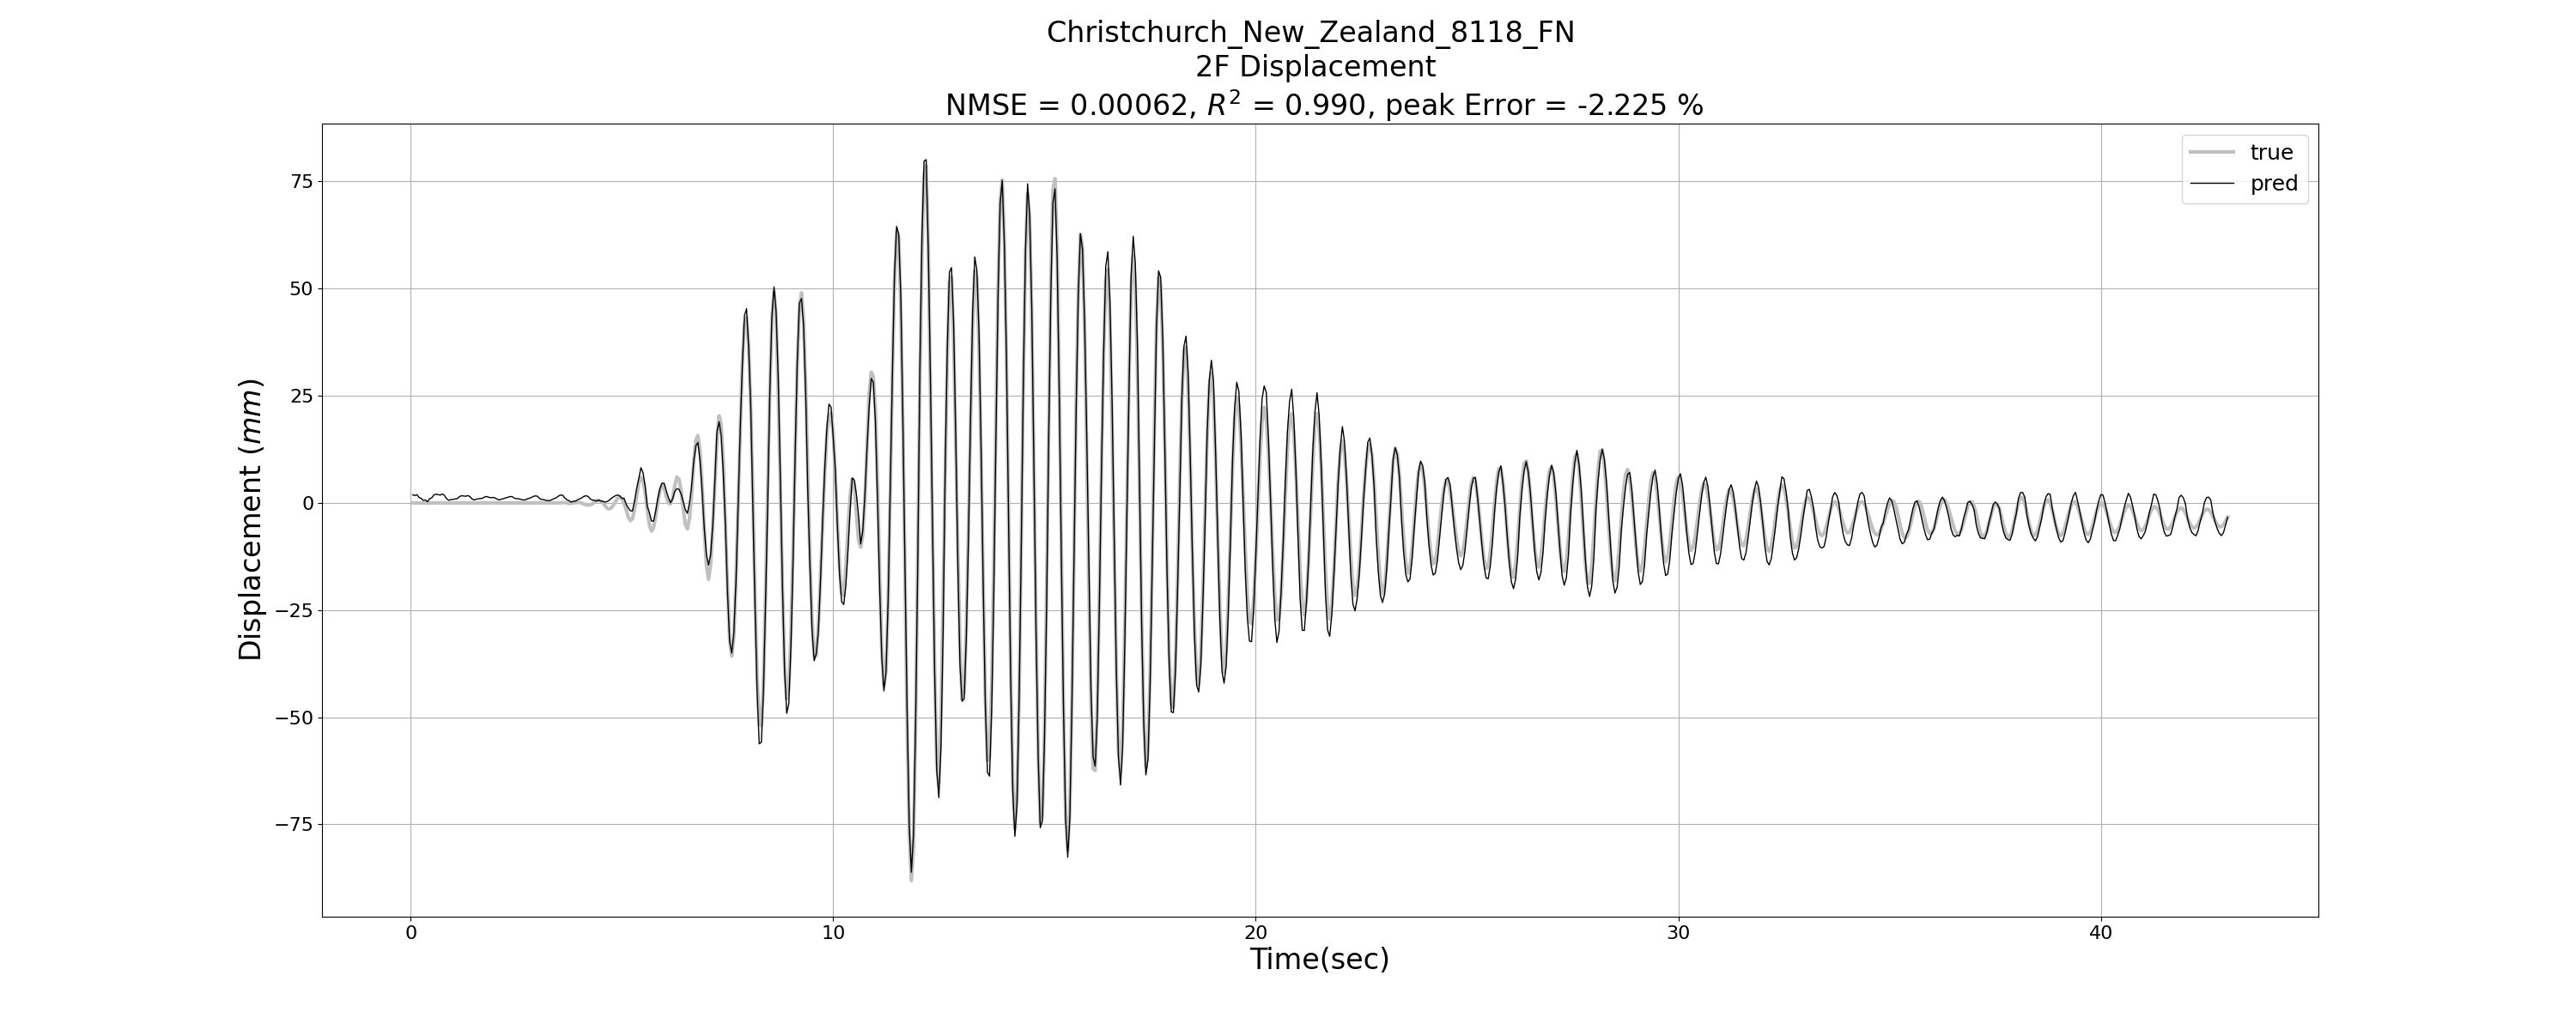 Christchurch_New_Zealand_8118_FN
2F Displacement
NMSE = 0.00062, R² = 0.990, peak Error = -2.225 %
true
pred
75
50
25
0
−25
−50
−75
Displacement (mm)
0 10 20 30 40
Time(sec)